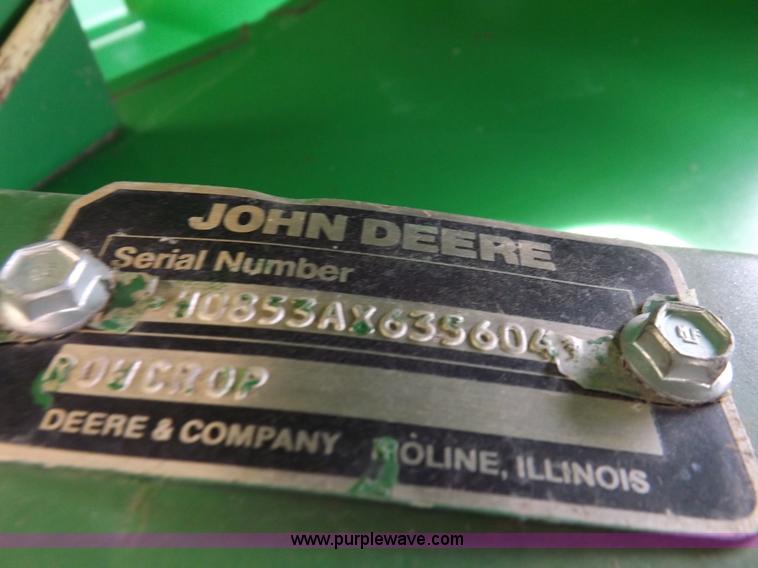 JOHN DEERE
Serial Number
*H0853AX635604*
ROWCROP
DEERE & COMPANY MOLINE, ILLINOIS
www.purplewave.com